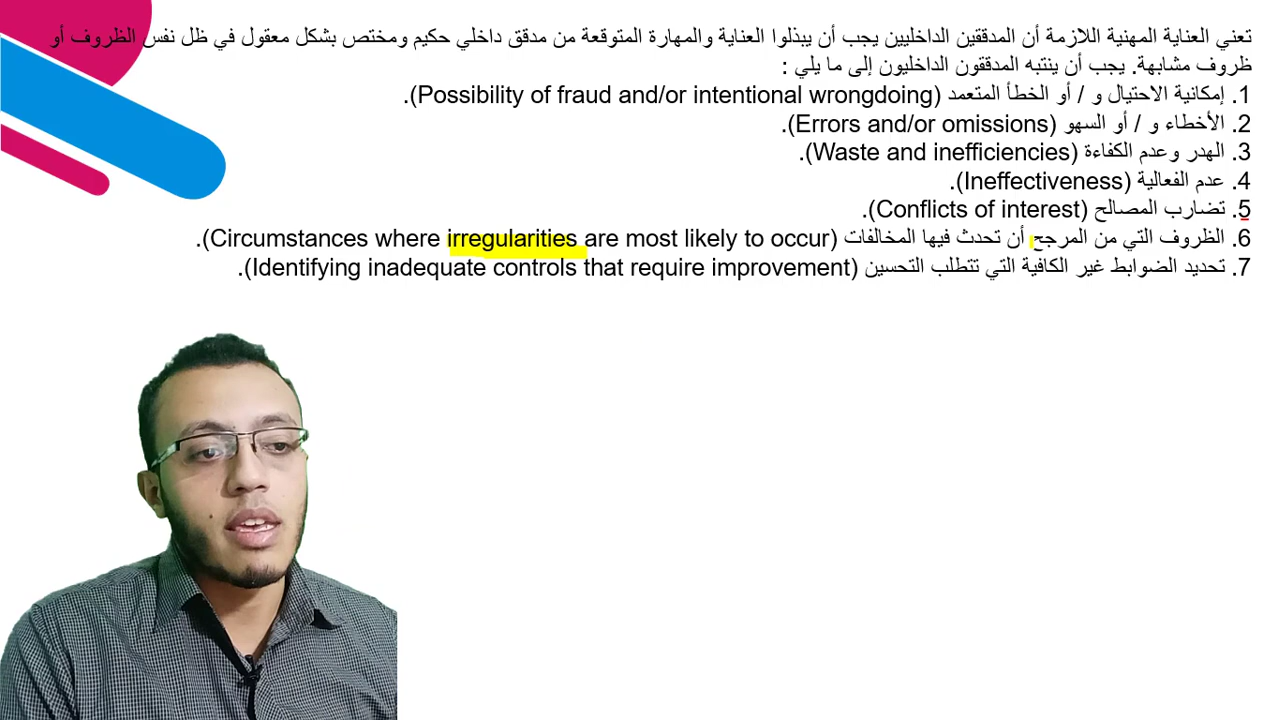 تعني العناية المهنية اللازمة أن المدققين الداخليين يجب أن يبذلوا العناية والمهارة المتوقعة من مدقق داخلي حكيم ومختص بشكل معقول في ظل نفس الظروف أو
ظروف مشابهة. يجب أن ينتبه المدققون الداخليون إلى ما يلي :
1. إمكانية الاحتيال و / أو الخطأ المتعمد (Possibility of fraud and/or intentional wrongdoing).
2. الأخطاء و / أو السهو (Errors and/or omissions).
3. الهدر وعدم الكفاءة (Waste and inefficiencies).
4. عدم الفعالية (Ineffectiveness).
5. تضارب المصالح (Conflicts of interest).
6. الظروف التي من المرجح أن تحدث فيها المخالفات (Circumstances where irregularities are most likely to occur).
7. تحديد الضوابط غير الكافية التي تتطلب التحسين (Identifying inadequate controls that require improvement).